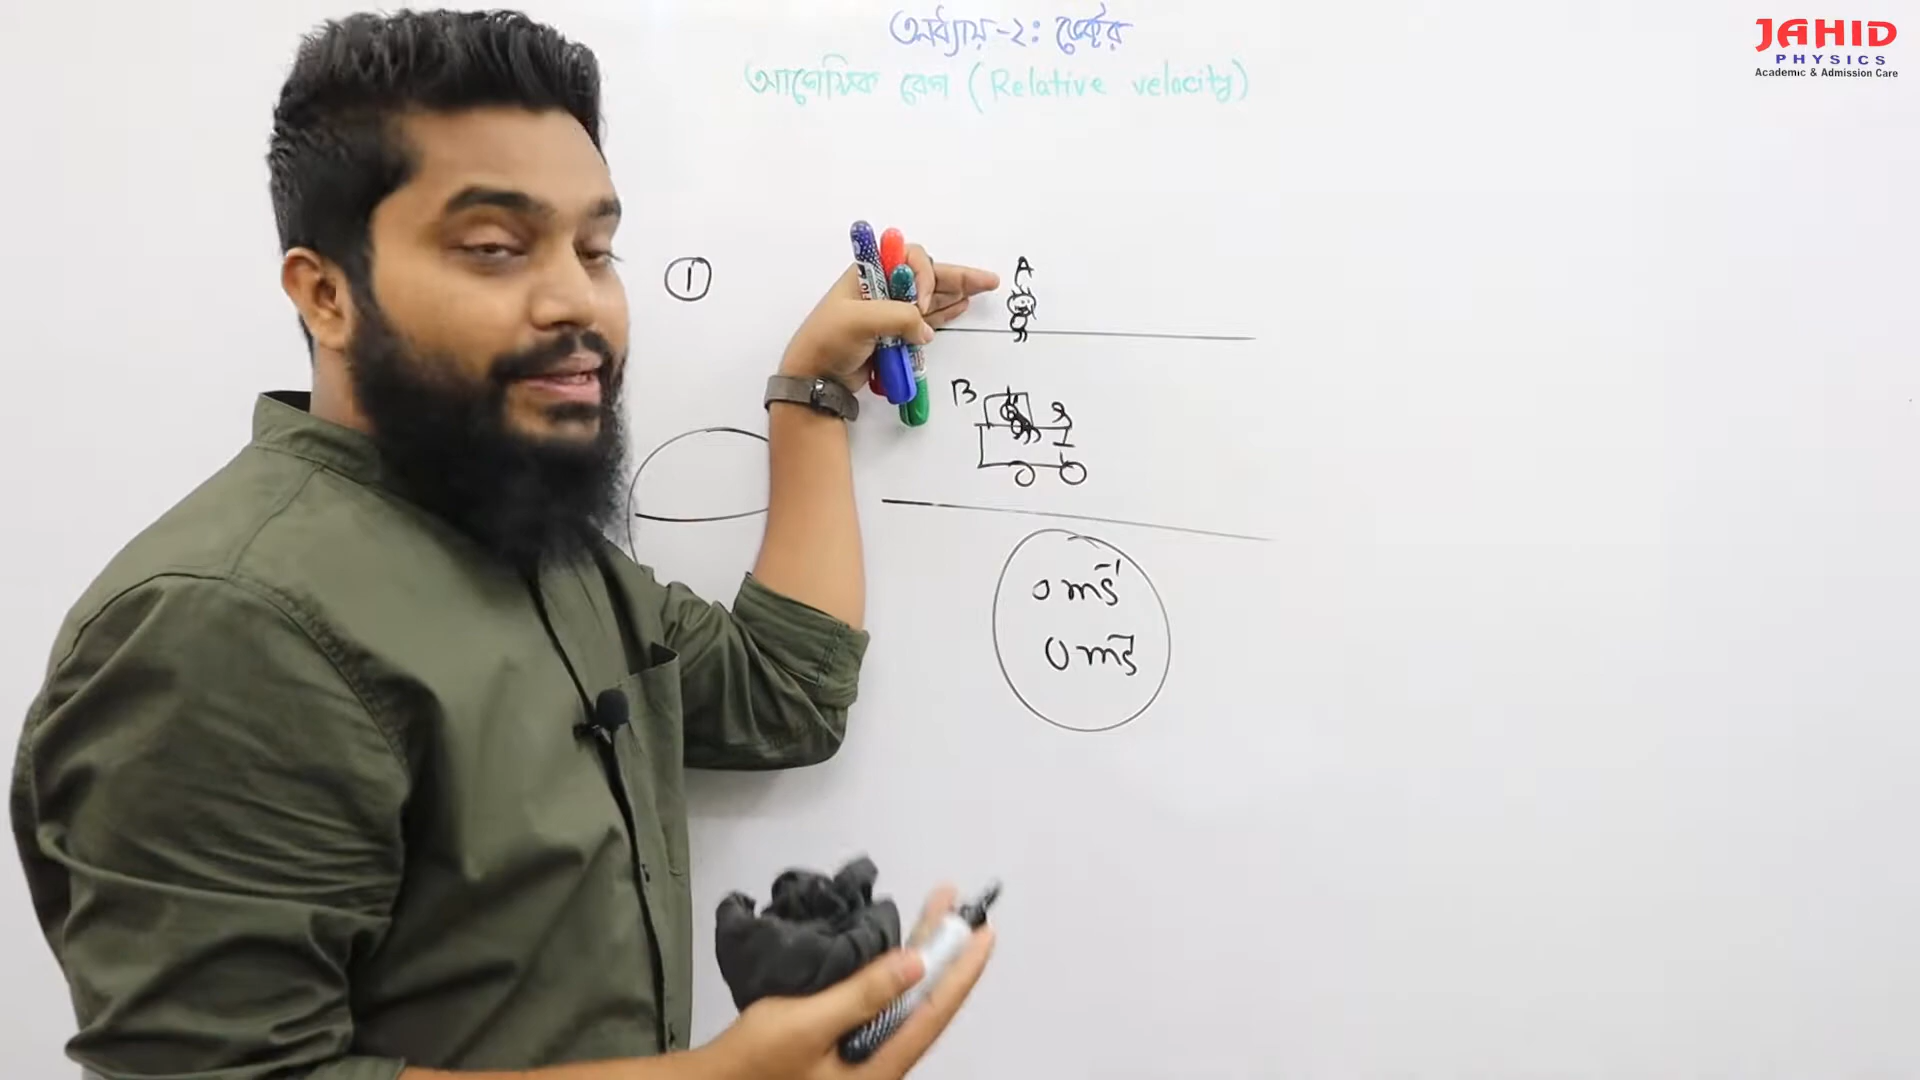 অধ্যায়-২: ভেক্টর
আপেক্ষিক বেগ (Relative velocity)
JAHID
PHYSICS
Academic & Admission Care
1
A
B
0 ms⁻¹
0 ms⁻¹